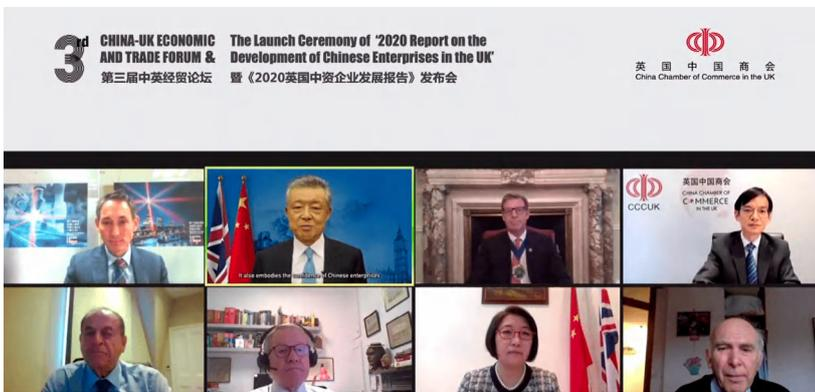 3rd
CHINA-UK ECONOMIC
AND TRADE FORUM &
第三届中英经贸论坛
The Launch Ceremony of ‘2020 Report on the
Development of Chinese Enterprises in the UK’
暨《2020英国中资企业发展报告》发布会
英国中国商会
China Chamber of Commerce in the UK
It also embodies the confidence of Chinese enterprises
CCCUK
英国中国商会
CHINA CHAMBER OF
COMMERCE
IN THE UK